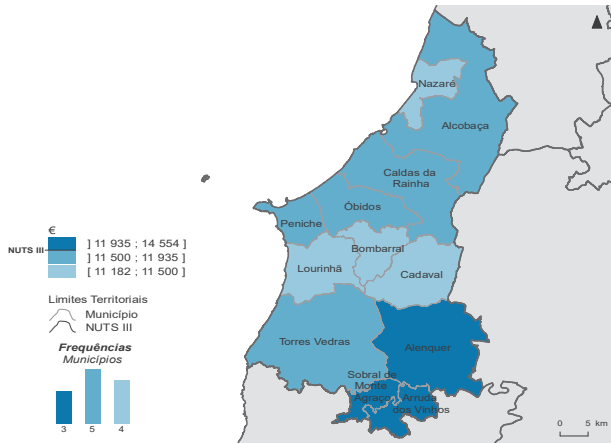 Nazaré
Alcobaça
Caldas da
Rainha
Óbidos
Peniche
Bombarral
Lourinhã
Cadaval
Torres Vedras
Alenquer
Sobral de
Monte
Agraço
Arruda
dos Vinhos
€
NUTS III
] 11 935 ; 14 554 ]
] 11 500 ; 11 935 ]
[ 11 182 ; 11 500 ]
Limites Territoriais
Município
NUTS III
Frequências
Municípios
3 5 4
0 5 km